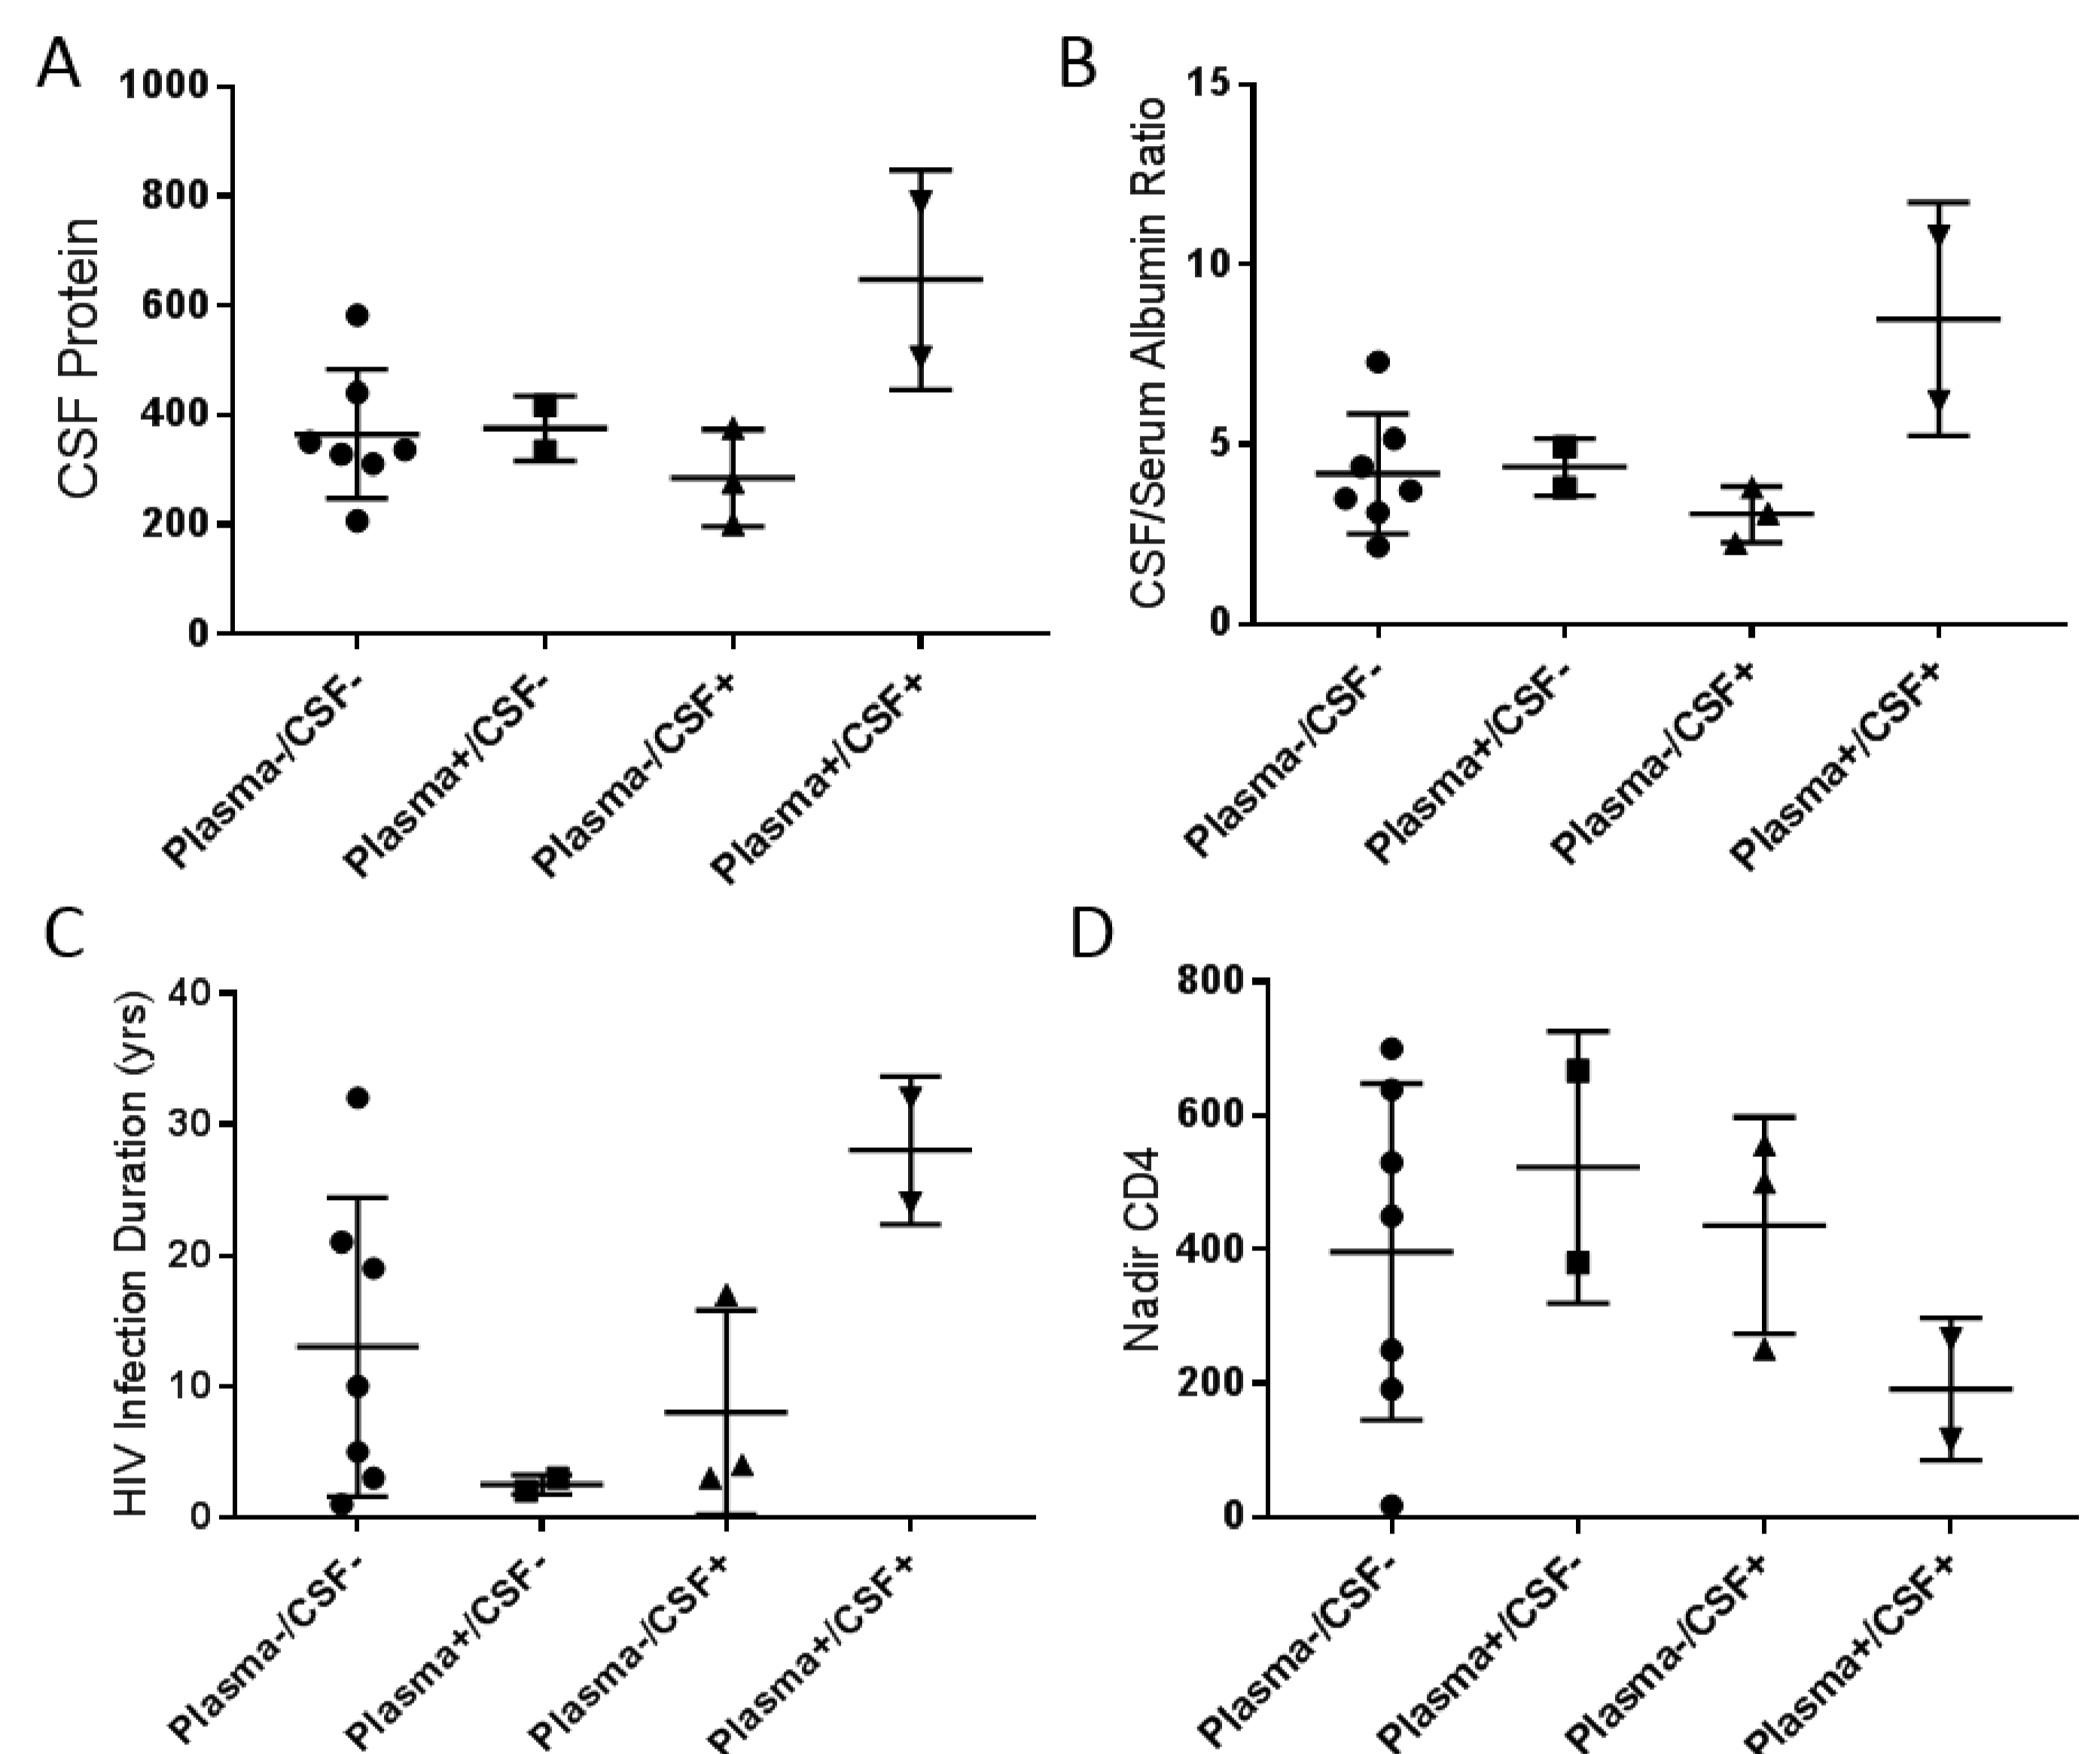 A
CSF Protein
1000
800
600
400
200
0
Plasma-/CSF-
Plasma+/CSF-
Plasma-/CSF+
Plasma+/CSF+
B
CSF/Serum Albumin Ratio
15
10
5
0
Plasma-/CSF-
Plasma+/CSF-
Plasma-/CSF+
Plasma+/CSF+
C
HIV Infection Duration (yrs)
40
30
20
10
0
Plasma-/CSF-
Plasma+/CSF-
Plasma-/CSF+
Plasma+/CSF+
D
Nadir CD4
800
600
400
200
0
Plasma-/CSF-
Plasma+/CSF-
Plasma-/CSF+
Plasma+/CSF+